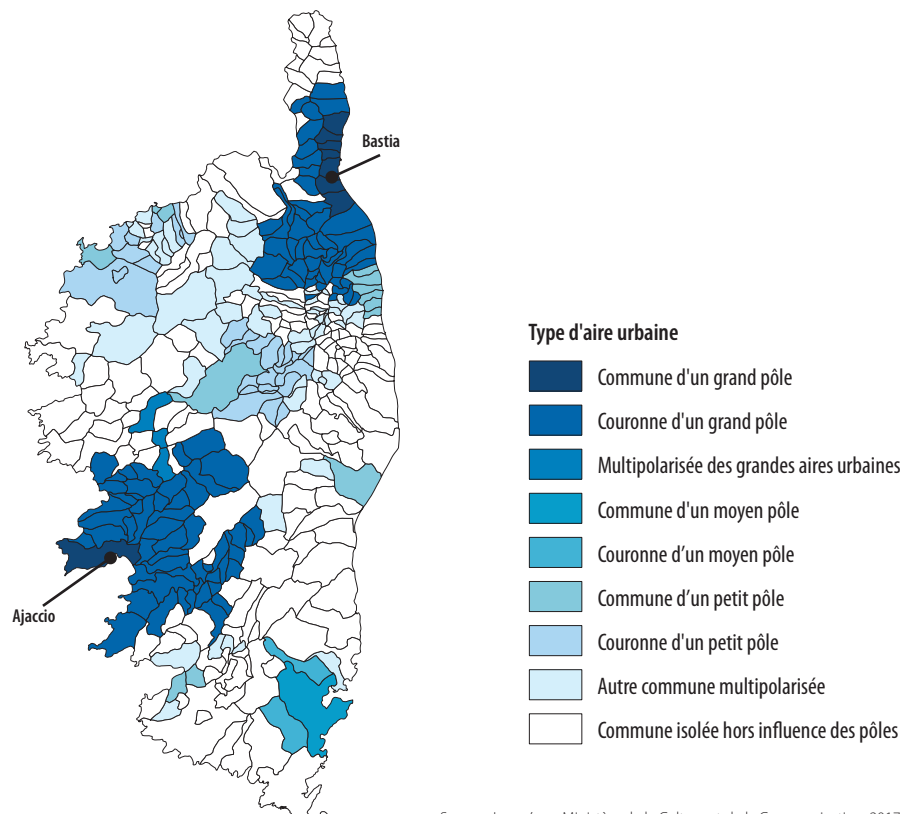 Bastia
Ajaccio
Type d'aire urbaine
Commune d'un grand pôle
Couronne d'un grand pôle
Multipolarisée des grandes aires urbaines
Commune d'un moyen pôle
Couronne d'un moyen pôle
Commune d'un petit pôle
Couronne d'un petit pôle
Autre commune multipolarisée
Commune isolée hors influence des pôles